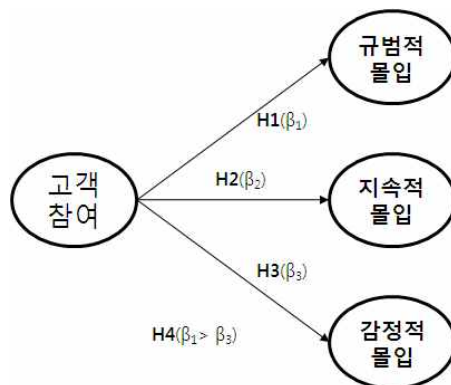 규범적
몰입
H1(β₁)
고객
참여
H2(β₂)
지속적
몰입
H3(β₃)
H4(β₁> β₃)
감정적
몰입